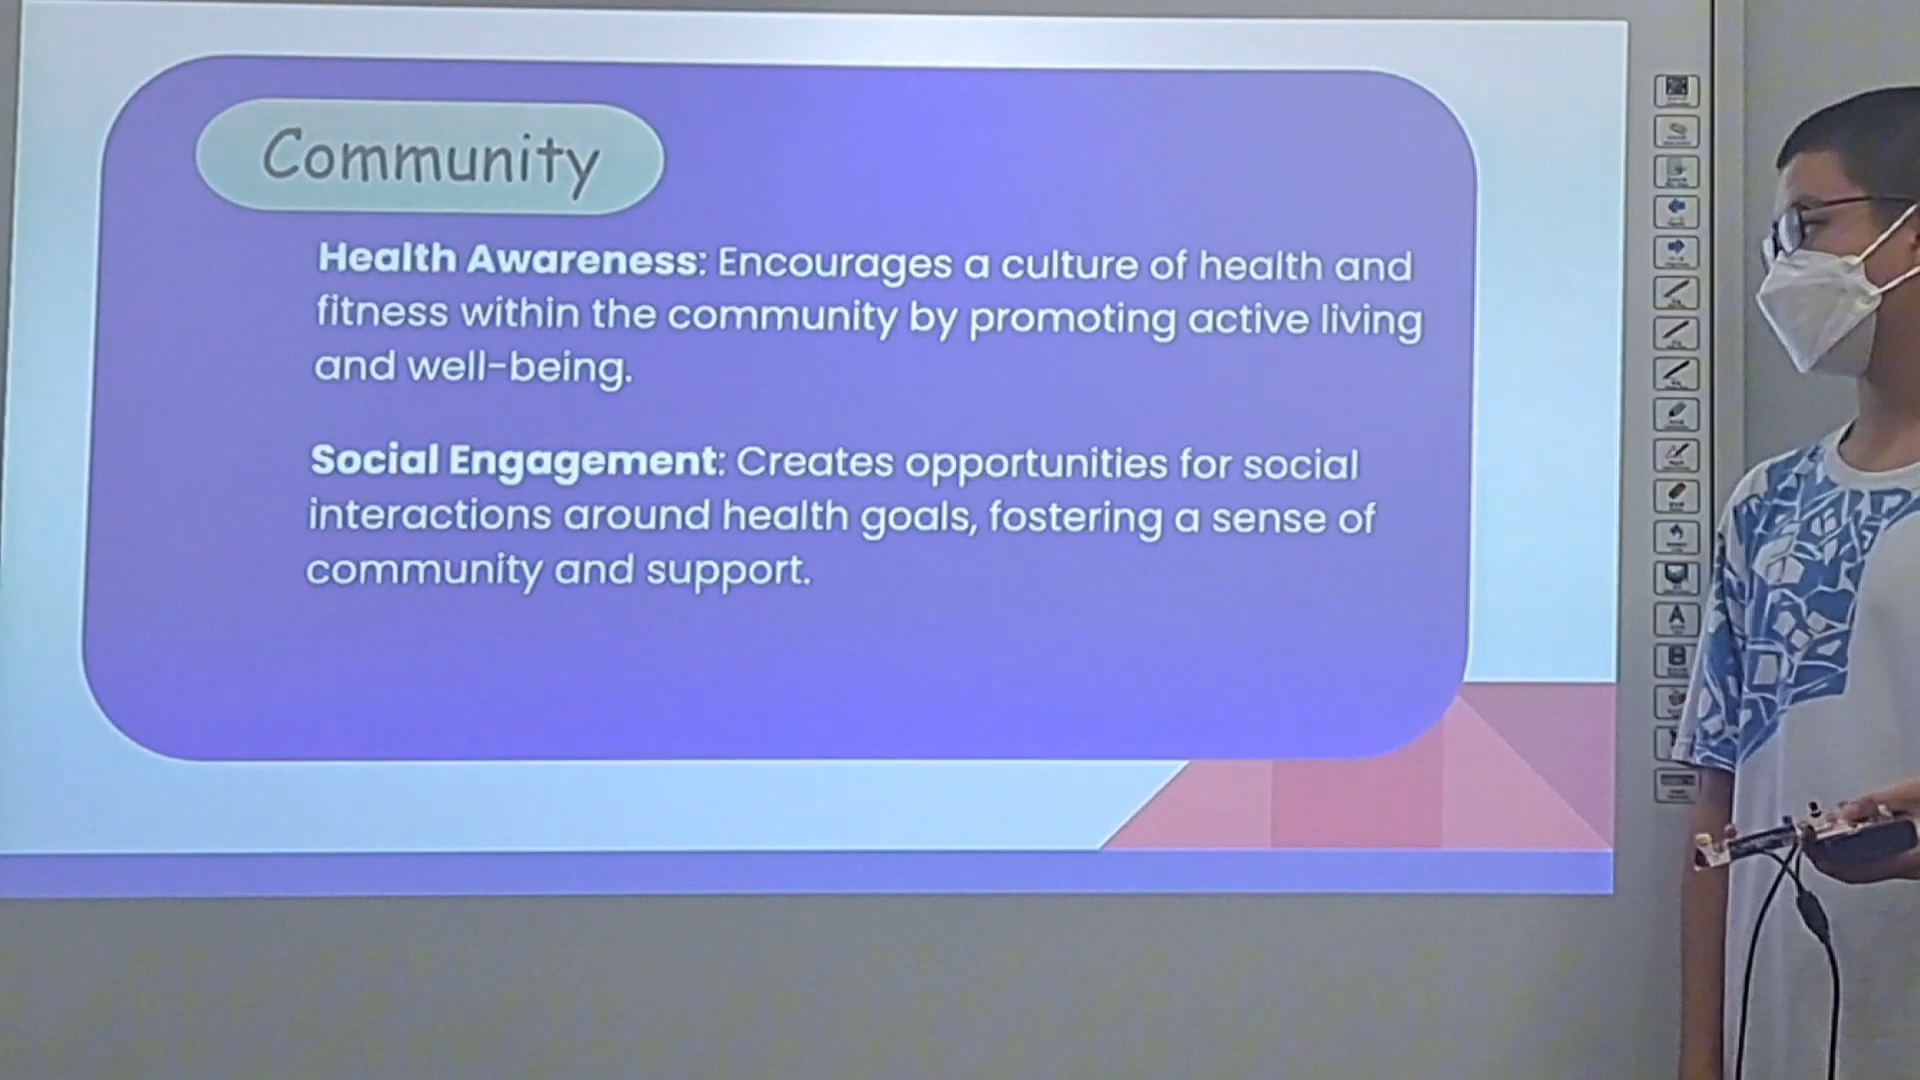 Community
Health Awareness: Encourages a culture of health and
fitness within the community by promoting active living
and well-being.
Social Engagement: Creates opportunities for social
interactions around health goals, fostering a sense of
community and support.